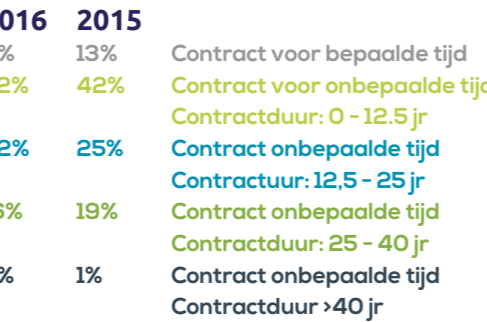 016 2015
% 13% Contract voor bepaalde tijd
2% 42% Contract voor onbepaalde tijd
Contractduur: 0 - 12.5 jr
2% 25% Contract onbepaalde tijd
Contractuur: 12,5 - 25 jr
6% 19% Contract onbepaalde tijd
Contractduur: 25 - 40 jr
% 1% Contract onbepaalde tijd
Contractduur >40 jr